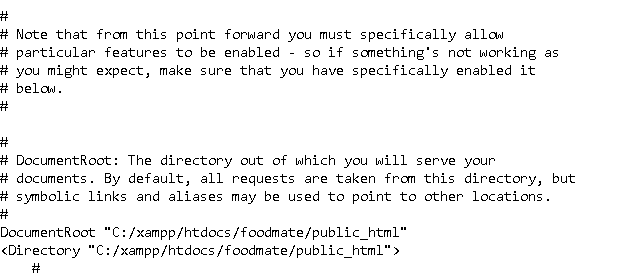 #
# Note that from this point forward you must specifically allow
# particular features to be enabled - so if something's not working as
# you might expect, make sure that you have specifically enabled it
# below.
#
#
# DocumentRoot: The directory out of which you will serve your
# documents. By default, all requests are taken from this directory, but
# symbolic links and aliases may be used to point to other locations.
#
DocumentRoot "C:/xampp/htdocs/foodmate/public_html"
<Directory "C:/xampp/htdocs/foodmate/public_html">
#